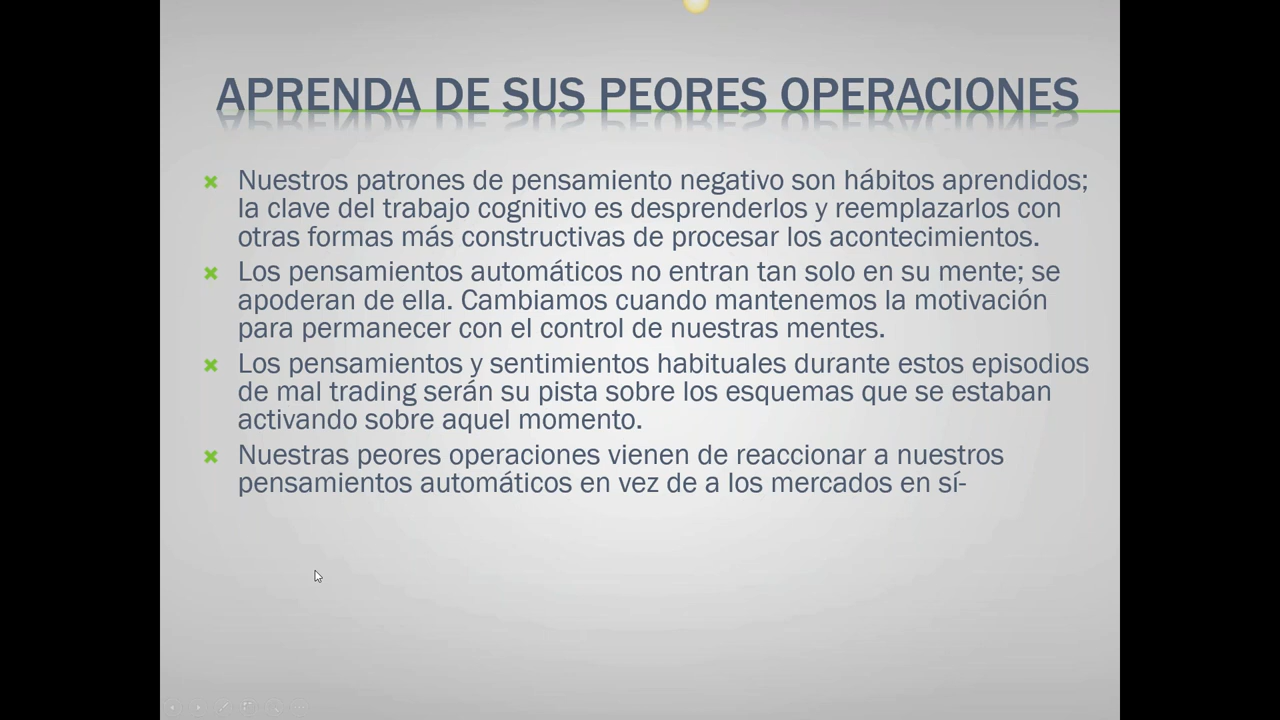 APRENDA DE SUS PEORES OPERACIONES
Nuestros patrones de pensamiento negativo son hábitos aprendidos;
la clave del trabajo cognitivo es desprenderlos y reemplazarlos con
otras formas más constructivas de procesar los acontecimientos.
Los pensamientos automáticos no entran tan solo en su mente; se
apoderan de ella. Cambiamos cuando mantenemos la motivación
para permanecer con el control de nuestras mentes.
Los pensamientos y sentimientos habituales durante estos episodios
de mal trading serán su pista sobre los esquemas que se estaban
activando sobre aquel momento.
Nuestras peores operaciones vienen de reaccionar a nuestros
pensamientos automáticos en vez de a los mercados en sí-